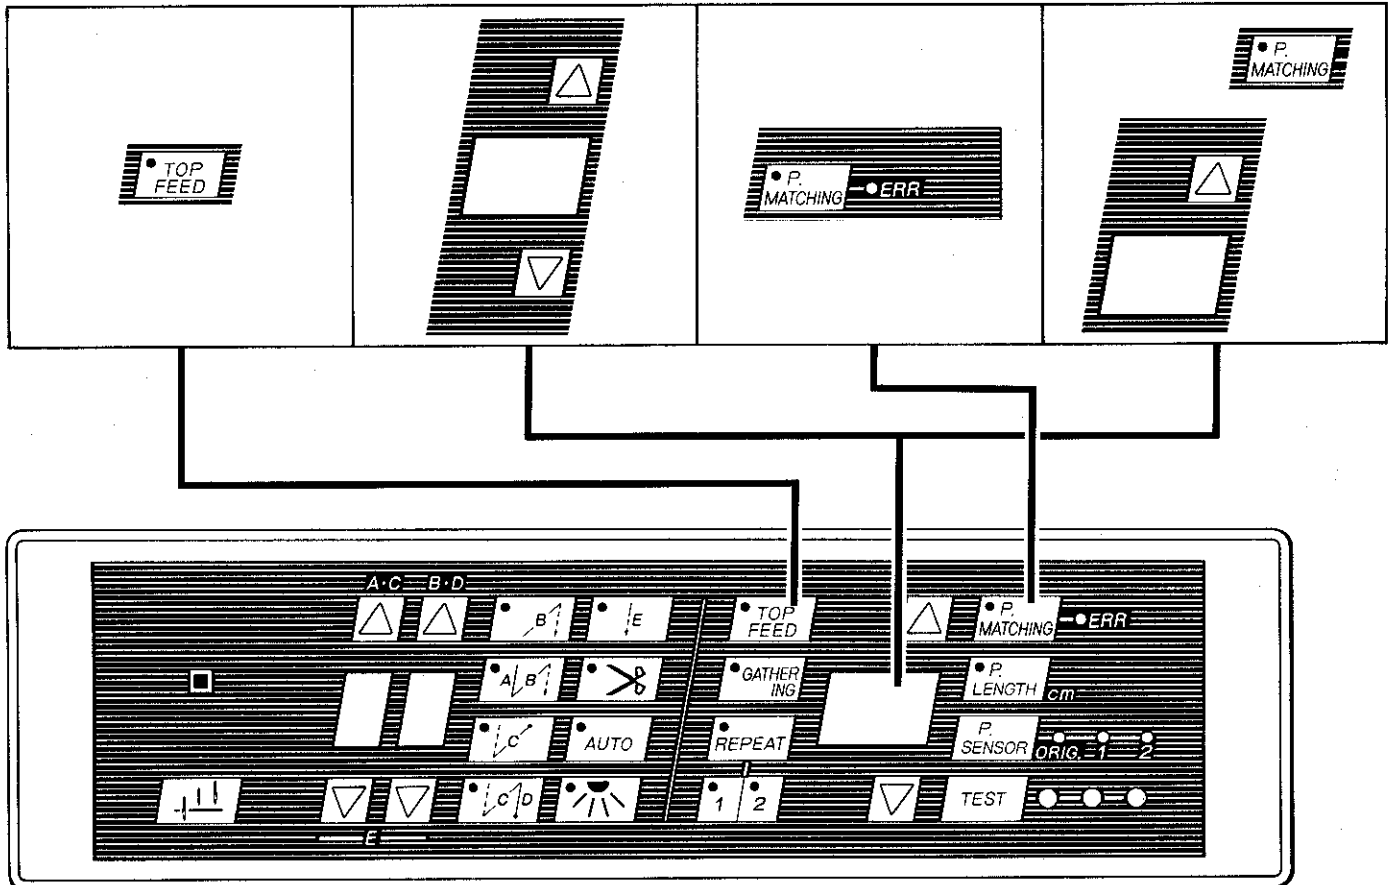 TOP
FEED
P.
MATCHING
ERR
P.
MATCHING
A·C B·D
B
E
TOP
FEED
P.
MATCHING
ERR
A B
GATHER
ING
P.
LENGTH cm
C
AUTO
REPEAT
P.
SENSOR
ORIG. 1 2
C D
1 2
TEST
E